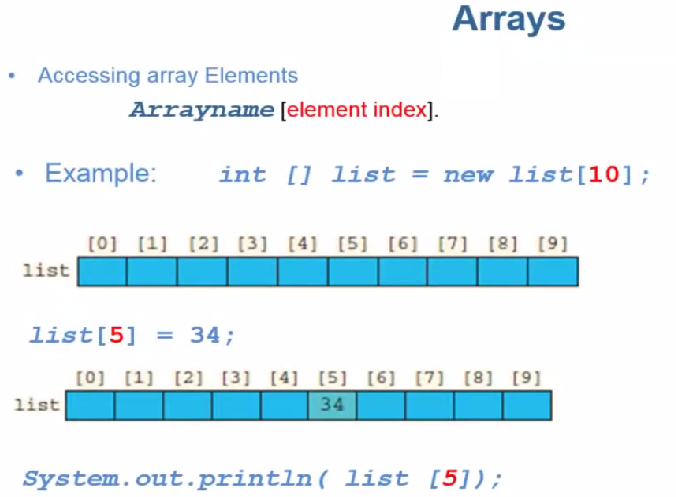 Arrays
• Accessing array Elements
Arrayname [element index].
• Example: int [] list = new list[10];
[0] [1] [2] [3] [4] [5] [6] [7] [8] [9]
list
list[5] = 34;
[0] [1] [2] [3] [4] [5] [6] [7] [8] [9]
list 34
System.out.println( list [5]);